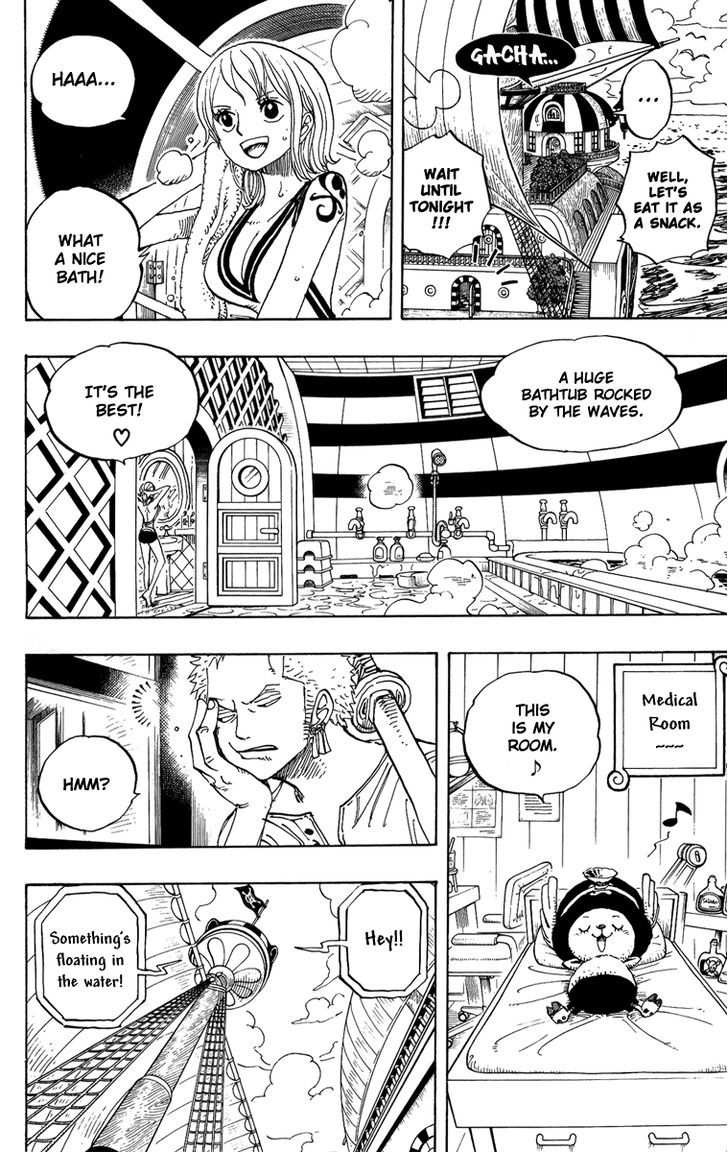 GACHA...
...
WELL,
LET'S
EAT IT AS
A SNACK.
WAIT
UNTIL
TONIGHT
!!!
HAAA...
WHAT
A NICE
BATH!
A HUGE
BATHTUB ROCKED
BY THE WAVES.
IT'S THE
BEST!
♡
Medical
Room
~~~
THIS
IS MY
ROOM.
♪
HMM?
Hey!!
Something's
floating in
the water!